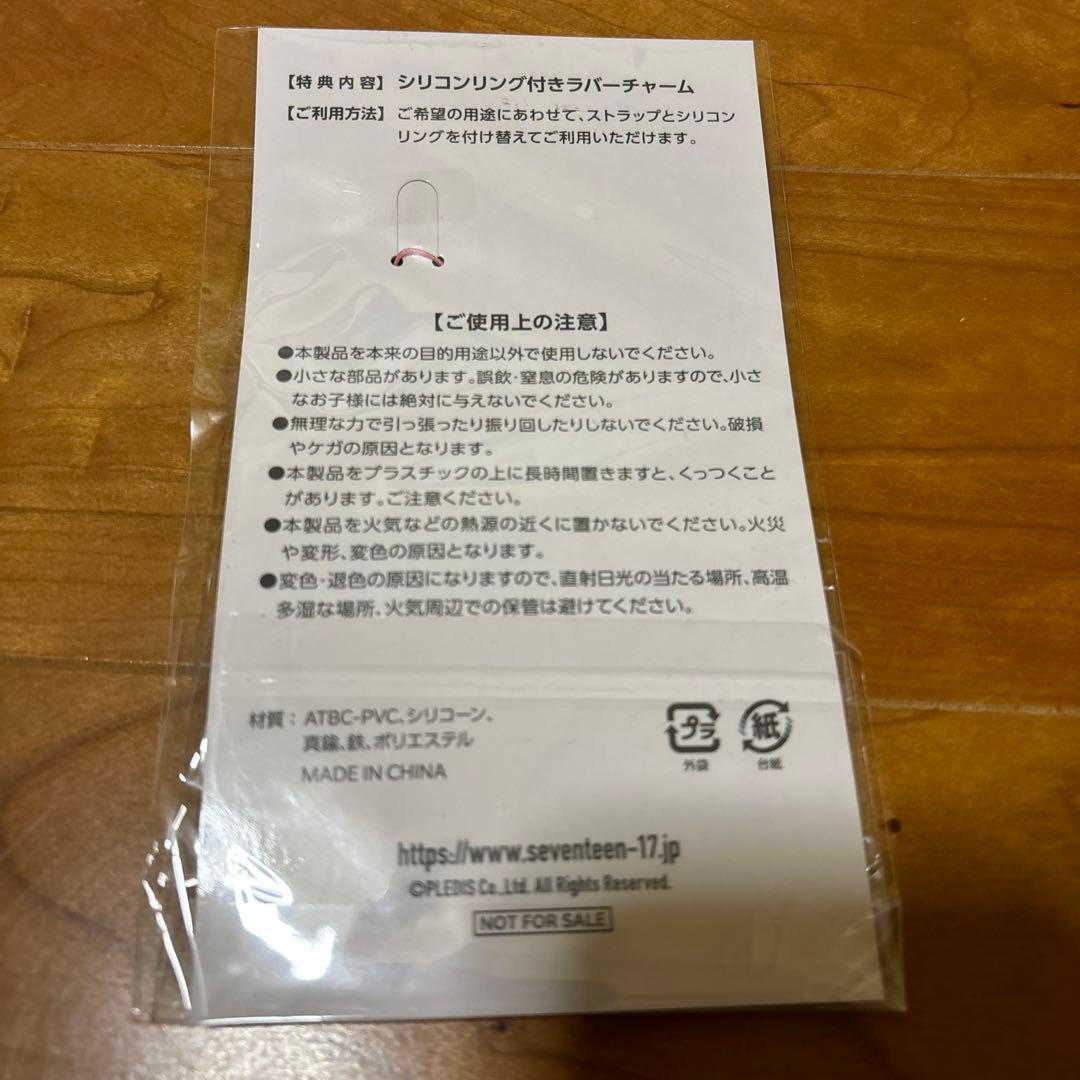 【特典内容】 シリコンリング付きラバーチャーム
【ご利用方法】 ご希望の用途にあわせて、ストラップとシリコン
リングを付け替えてご利用いただけます。
【ご使用上の注意】
●本製品を本来の目的用途以外で使用しないでください。
●小さな部品があります。誤飲・窒息の危険がありますので、小さ
なお子様には絶対に与えないでください。
●無理な力で引っ張ったり振り回したりしないでください。破損
やケガの原因となります。
●本製品をプラスチックの上に長時間置きますと、くっつくこと
があります。ご注意ください。
●本製品を火気などの熱源の近くに置かないでください。火災
や変形、変色の原因となります。
●変色・退色の原因になりますので、直射日光の当たる場所、高温
多湿な場所、火気周辺での保管は避けてください。
材質： ATBC-PVC、シリコーン、
真鍮、鉄、ポリエステル
MADE IN CHINA
プラ 紙
外袋 台紙
https://www.seventeen-17.jp
©PLEDIS Co.,Ltd. All Rights Reserved.
NOT FOR SALE